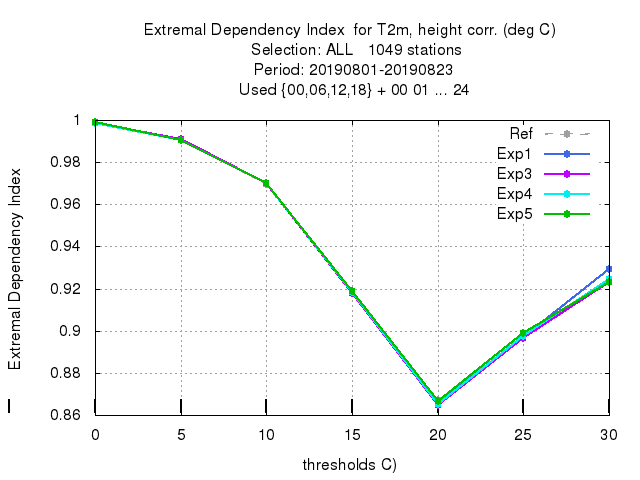 Extremal Dependency Index  for T2m, height corr. (deg C)
Selection: ALL   1049 stations
Period: 20190801-20190823
Used {00,06,12,18} + 00 01 ... 24
Extremal Dependency Index
1
0.98
0.96
0.94
0.92
0.9
0.88
0.86
Ref
Exp1
Exp3
Exp4
Exp5
0 5 10 15 20 25 30
thresholds C)